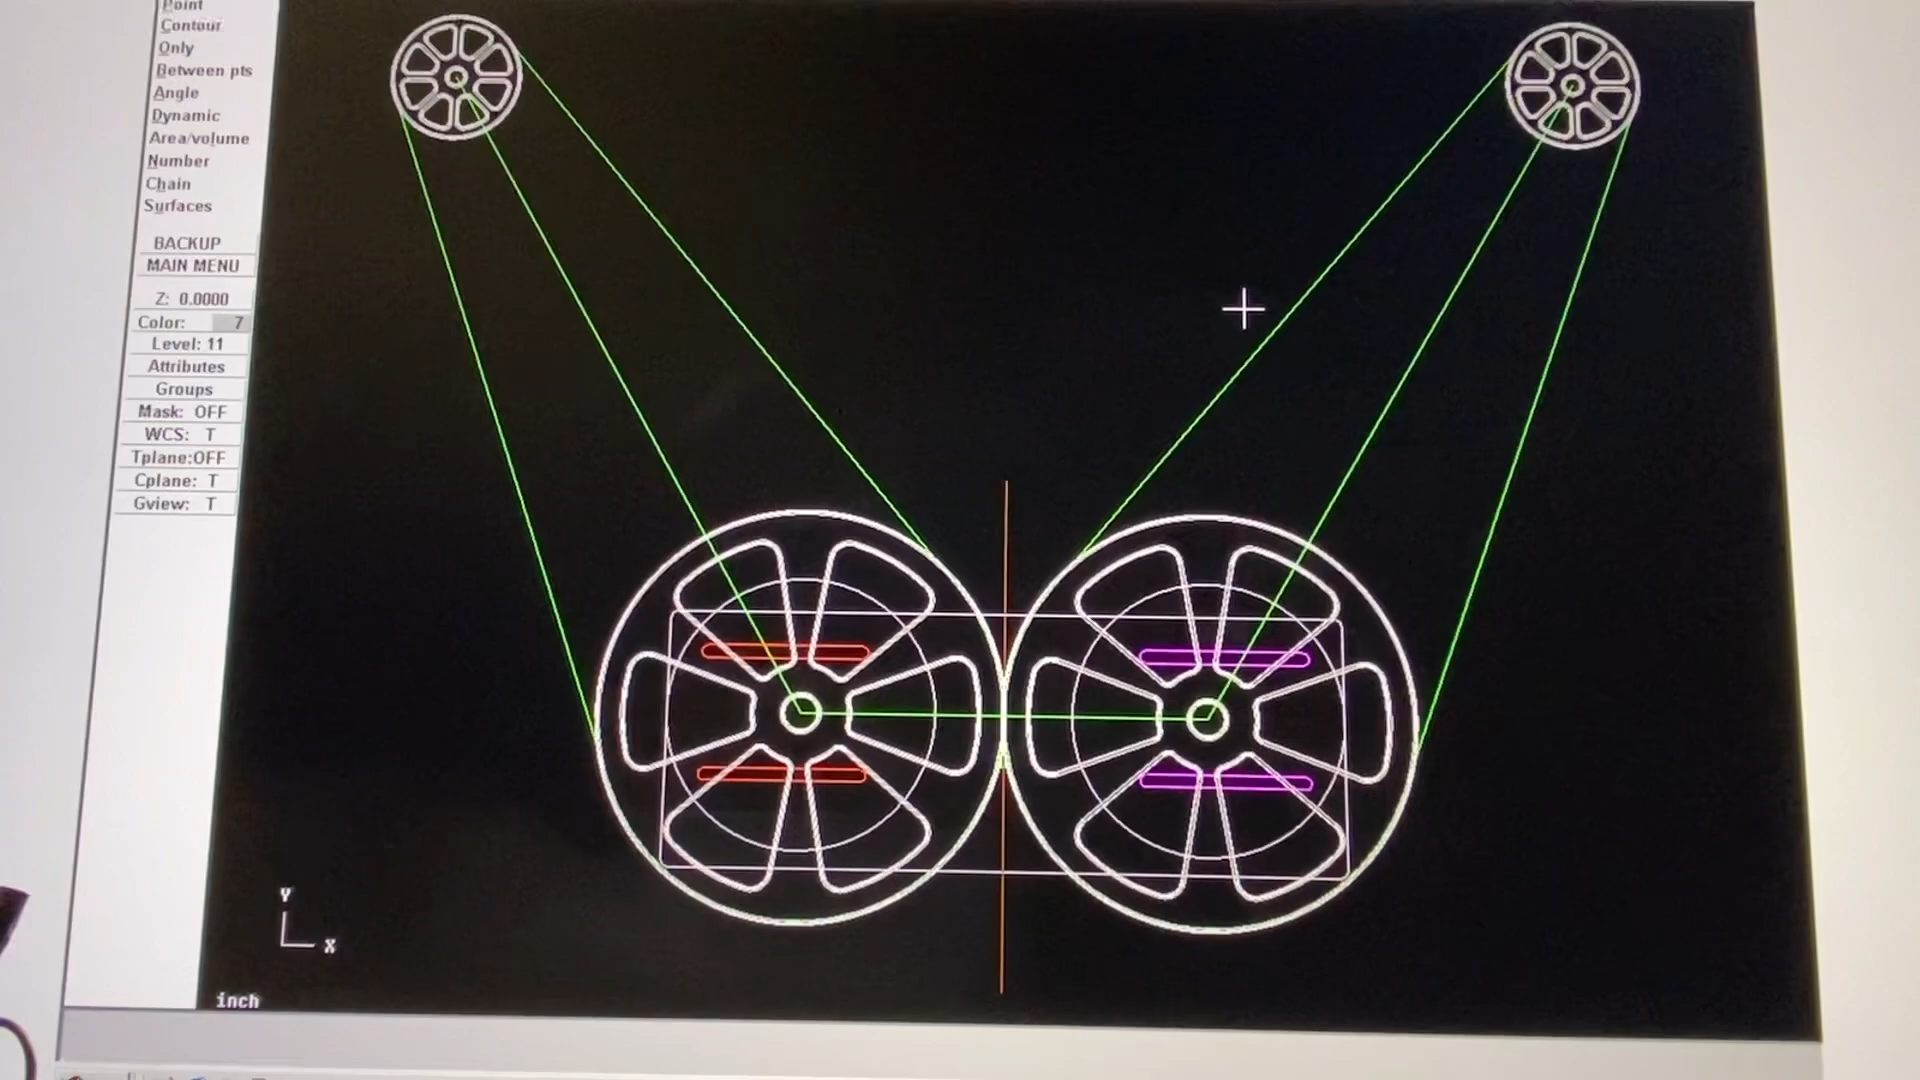 Point
Contour
Only
Between pts
Angle
Dynamic
Area/volume
Number
Chain
Surfaces
BACKUP
MAIN MENU
Z: 0.0000
Color: 7
Level: 11
Attributes
Groups
Mask: OFF
WCS: T
Tplane:OFF
Cplane: T
Gview: T
Y
X
inch